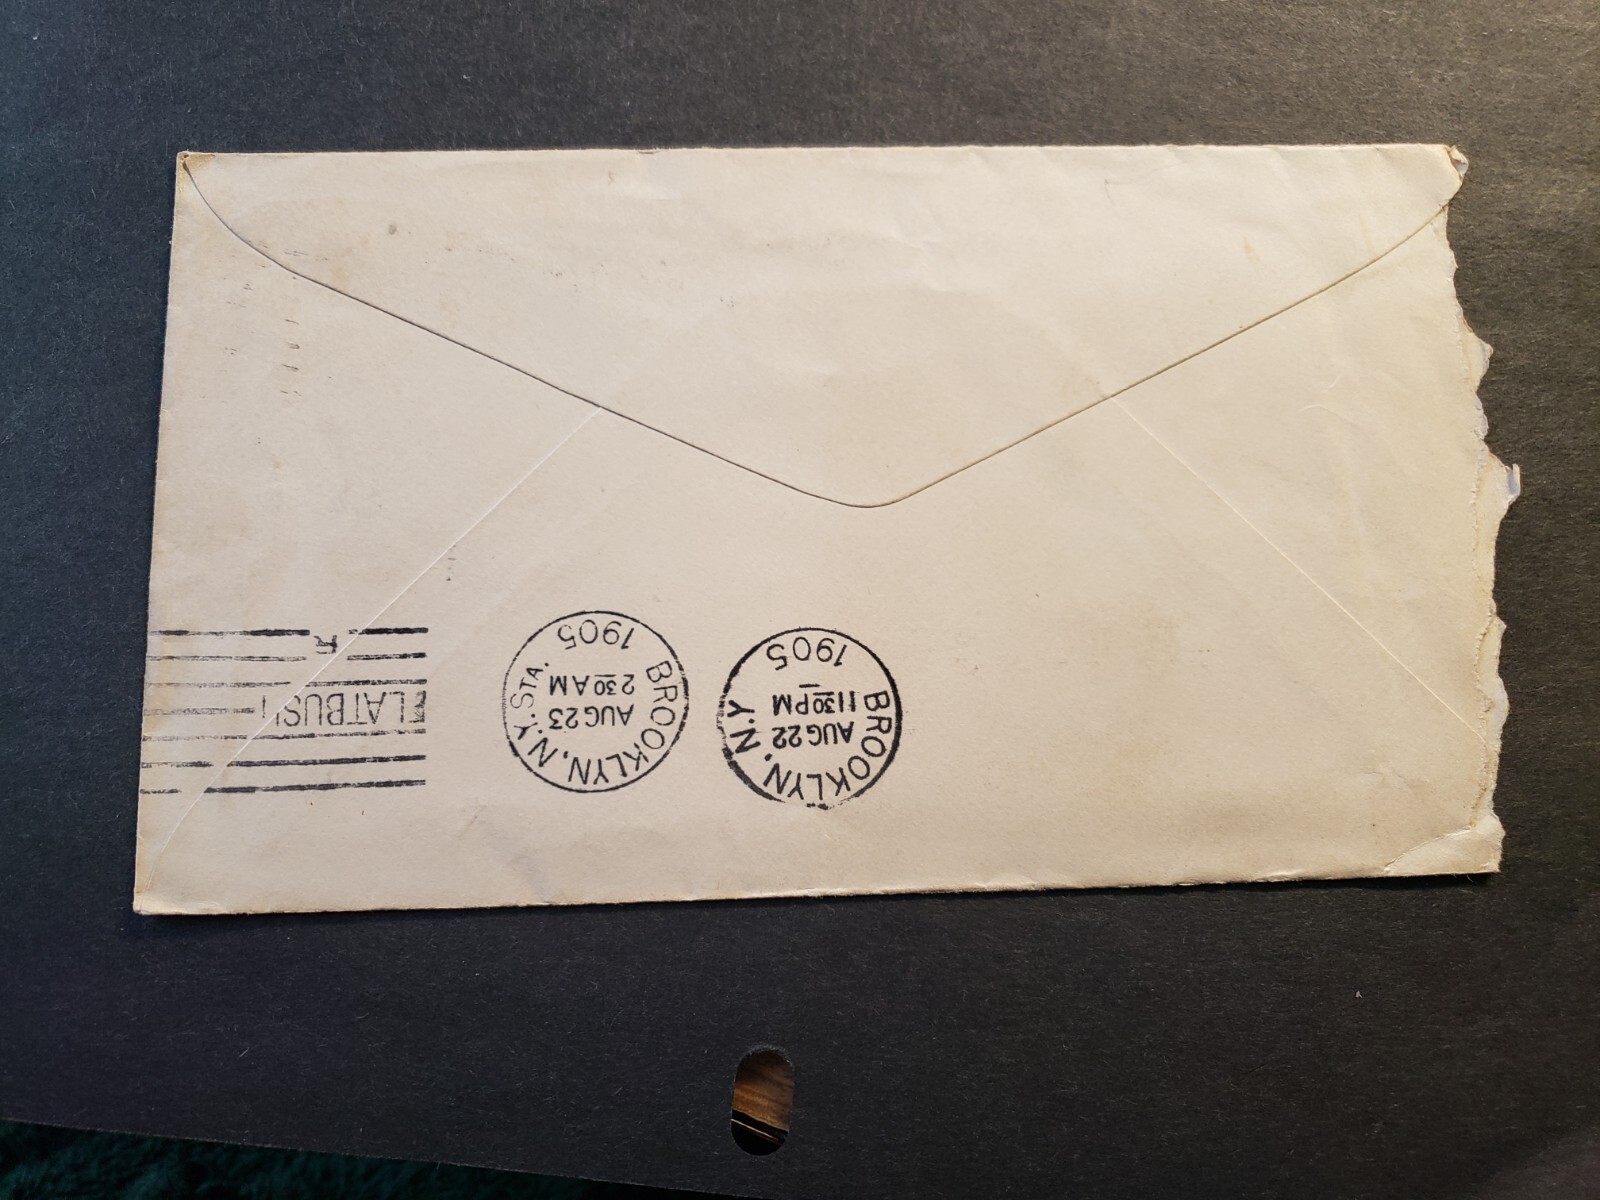 BROOKLYN, N.Y
AUG 22
11 30 PM
1905
BROOKLYN, N.Y. STA.
AUG 23
2 30 AM
1905
FLATBUSH
R